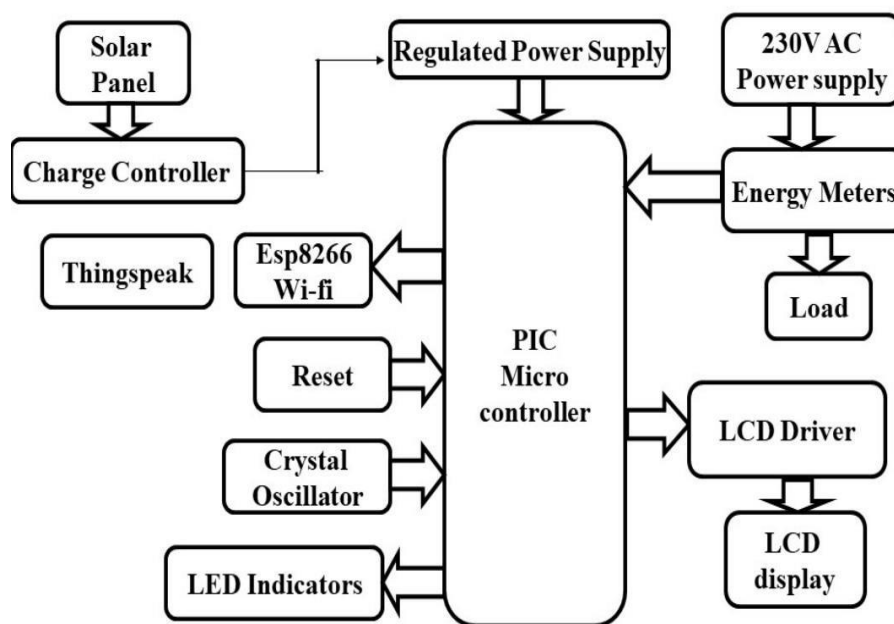 Solar
Panel
Regulated Power Supply
230V AC
Power supply
Charge Controller
Energy Meters
Thingspeak
Esp8266
Wi-fi
Load
Reset
PIC
Micro
controller
LCD Driver
Crystal
Oscillator
LCD
display
LED Indicators